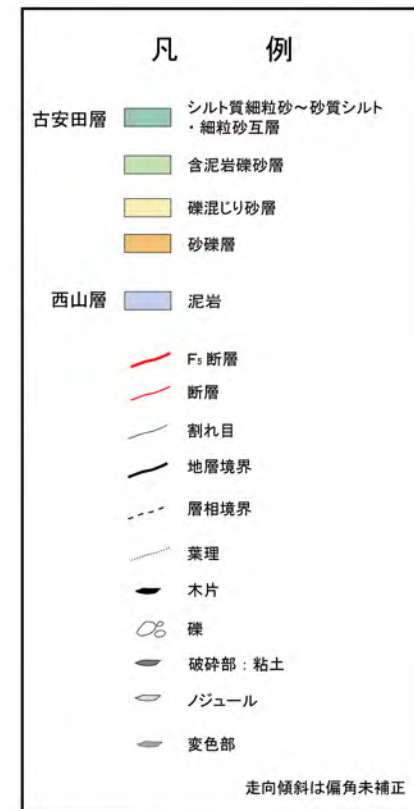 凡　例
古安田層
シルト質細粒砂～砂質シルト
・細粒砂互層
含泥岩礫砂層
礫混じり砂層
砂礫層
西山層
泥岩
F₅ 断層
断層
割れ目
地層境界
層相境界
葉理
木片
礫
破砕部：粘土
ノジュール
変色部
走向傾斜は偏角未補正